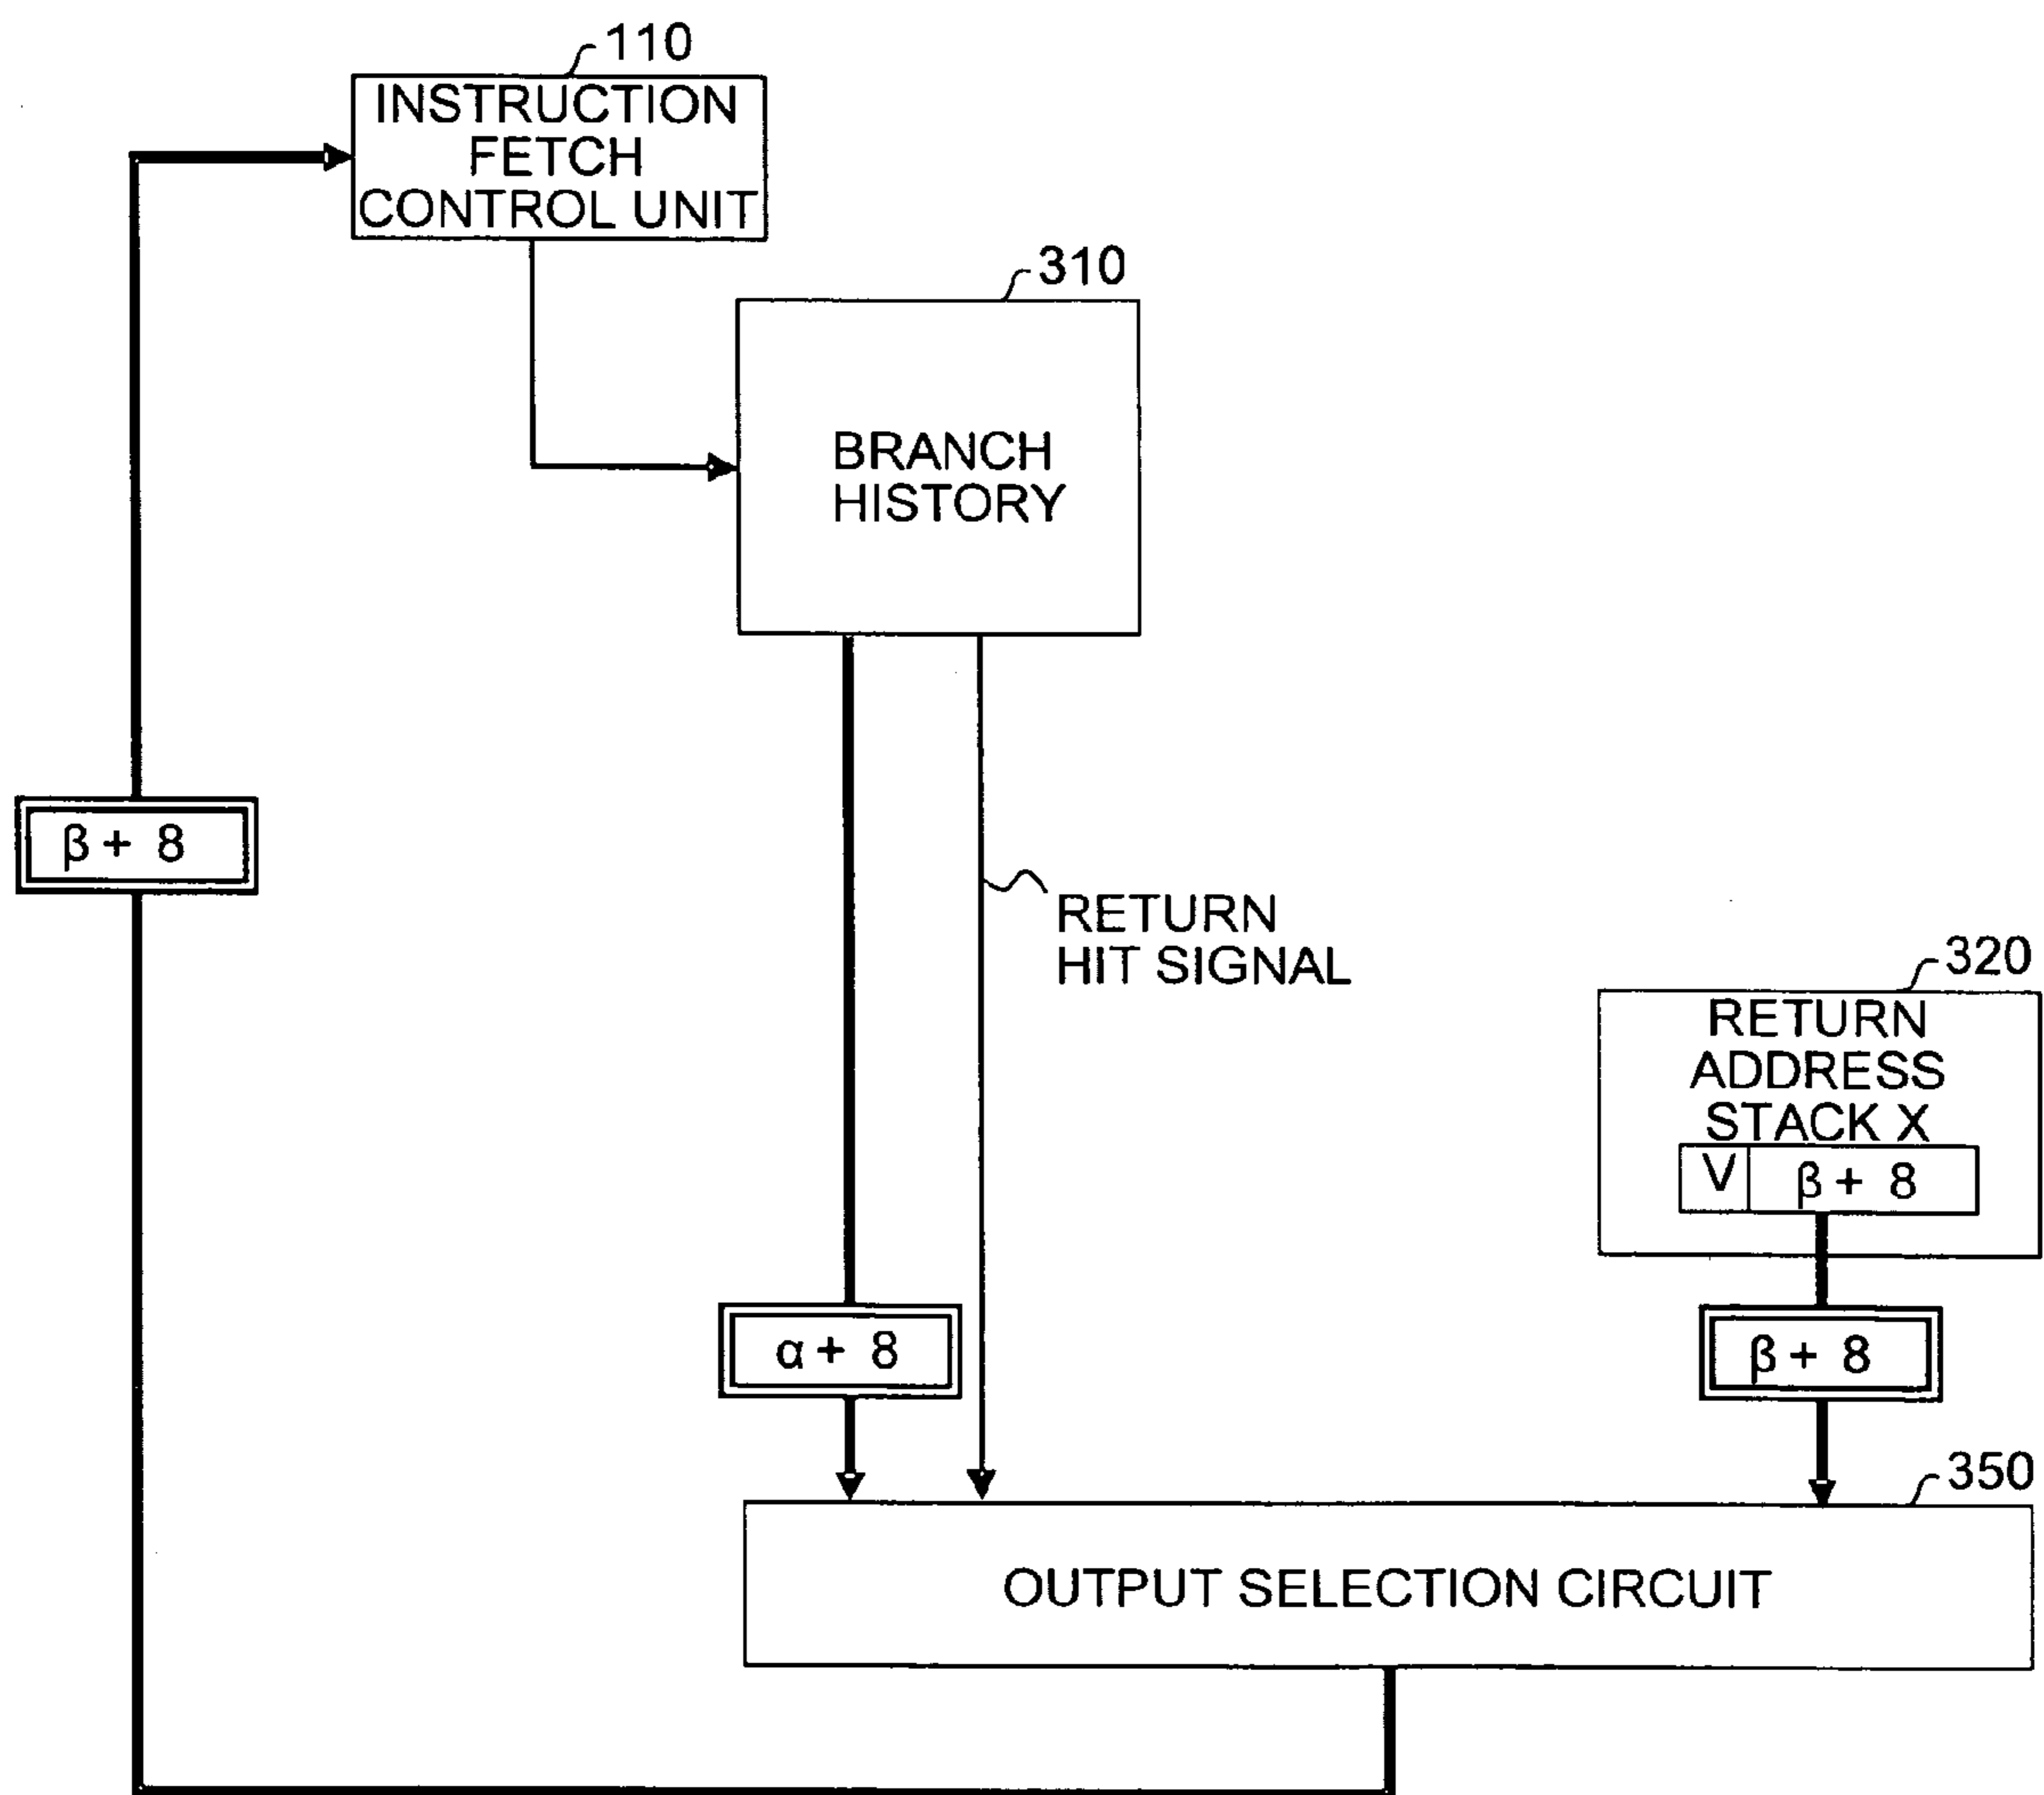 110
INSTRUCTION
FETCH
CONTROL UNIT
310
BRANCH
HISTORY
β + 8
RETURN
HIT SIGNAL
320
RETURN
ADDRESS
STACK X
V β + 8
α + 8
β + 8
350
OUTPUT SELECTION CIRCUIT